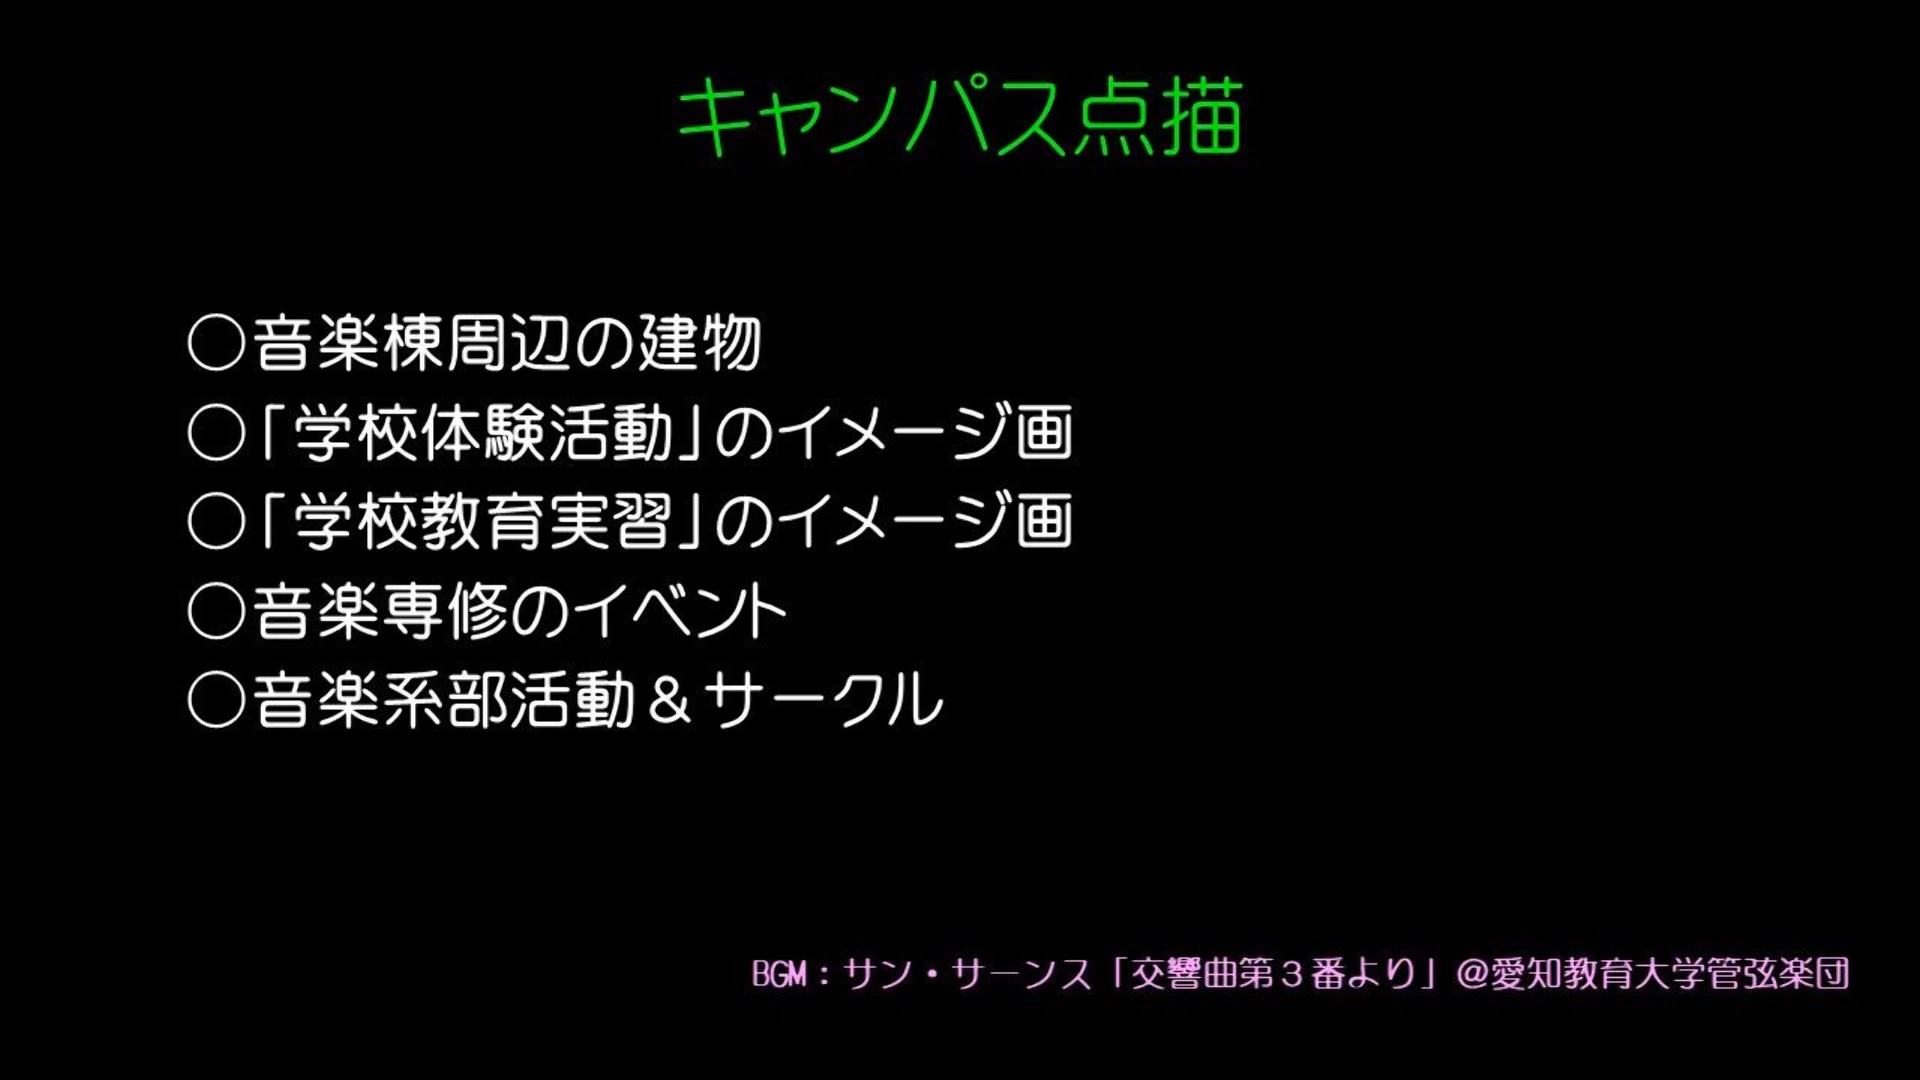 キャンパス点描
○音楽棟周辺の建物
○「学校体験活動」のイメージ画
○「学校教育実習」のイメージ画
○音楽専修のイベント
○音楽系部活動＆サークル
BGM：サン・サーンス「交響曲第３番より」＠愛知教育大学管弦楽団